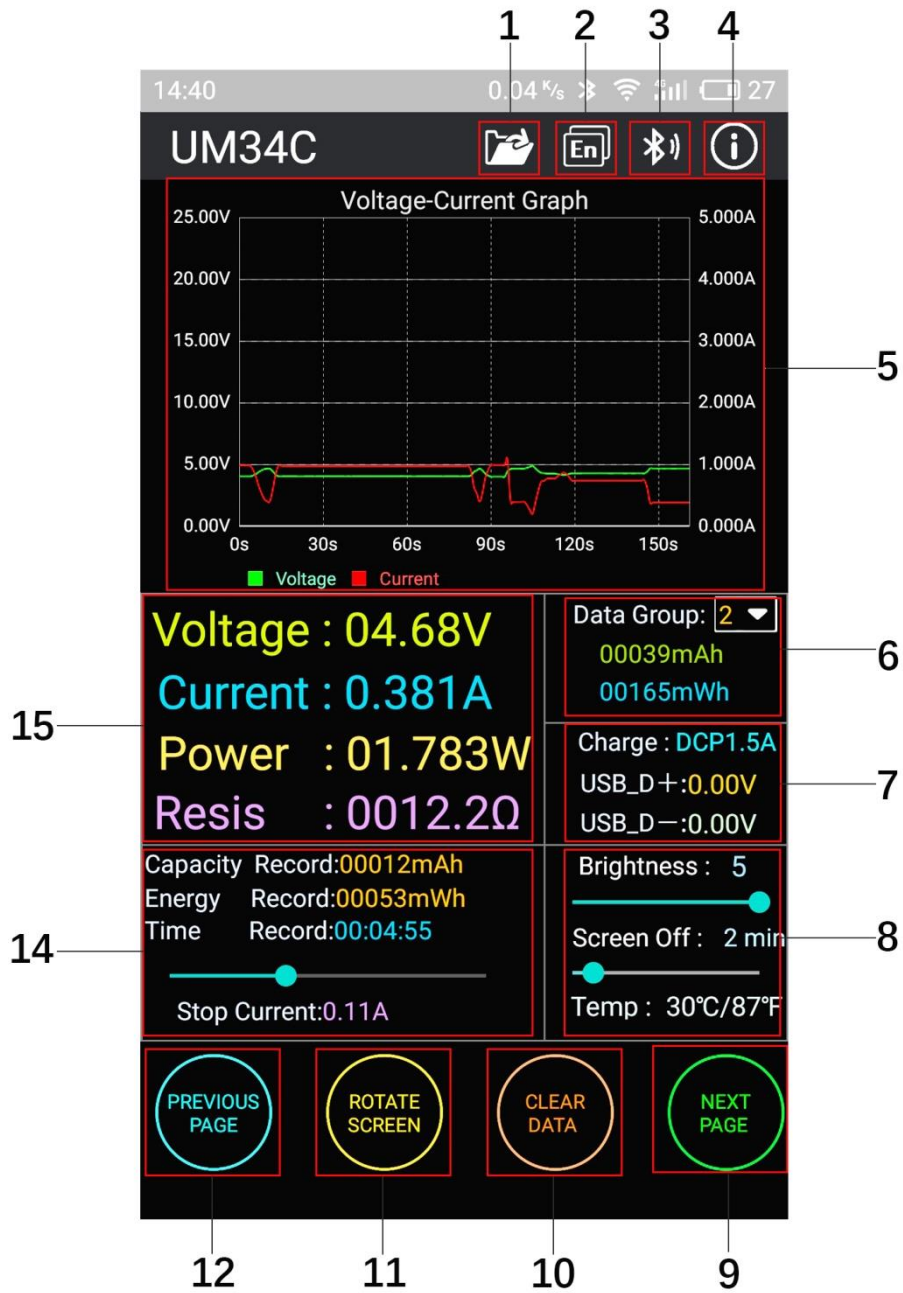 1 2 3 4
14:40 0.04 K/s 4G 27
UM34C En
Voltage-Current Graph
25.00V 5.000A
20.00V 4.000A
15.00V 3.000A
5
10.00V 2.000A
5.00V 1.000A
0.00V 0.000A
0s 30s 60s 90s 120s 150s
Voltage Current
Voltage : 04.68V
Current : 0.381A
Power : 01.783W
Resis : 0012.2Ω
15
Data Group: 2
00039mAh
00165mWh
6
Charge : DCP1.5A
USB_D+:0.00V
USB_D−:0.00V
7
Capacity Record:00012mAh
Energy Record:00053mWh
Time Record:00:04:55
Stop Current:0.11A
14
Brightness : 5
Screen Off : 2 min
Temp : 30℃/87℉
8
PREVIOUS
PAGE
ROTATE
SCREEN
CLEAR
DATA
NEXT
PAGE
12 11 10 9